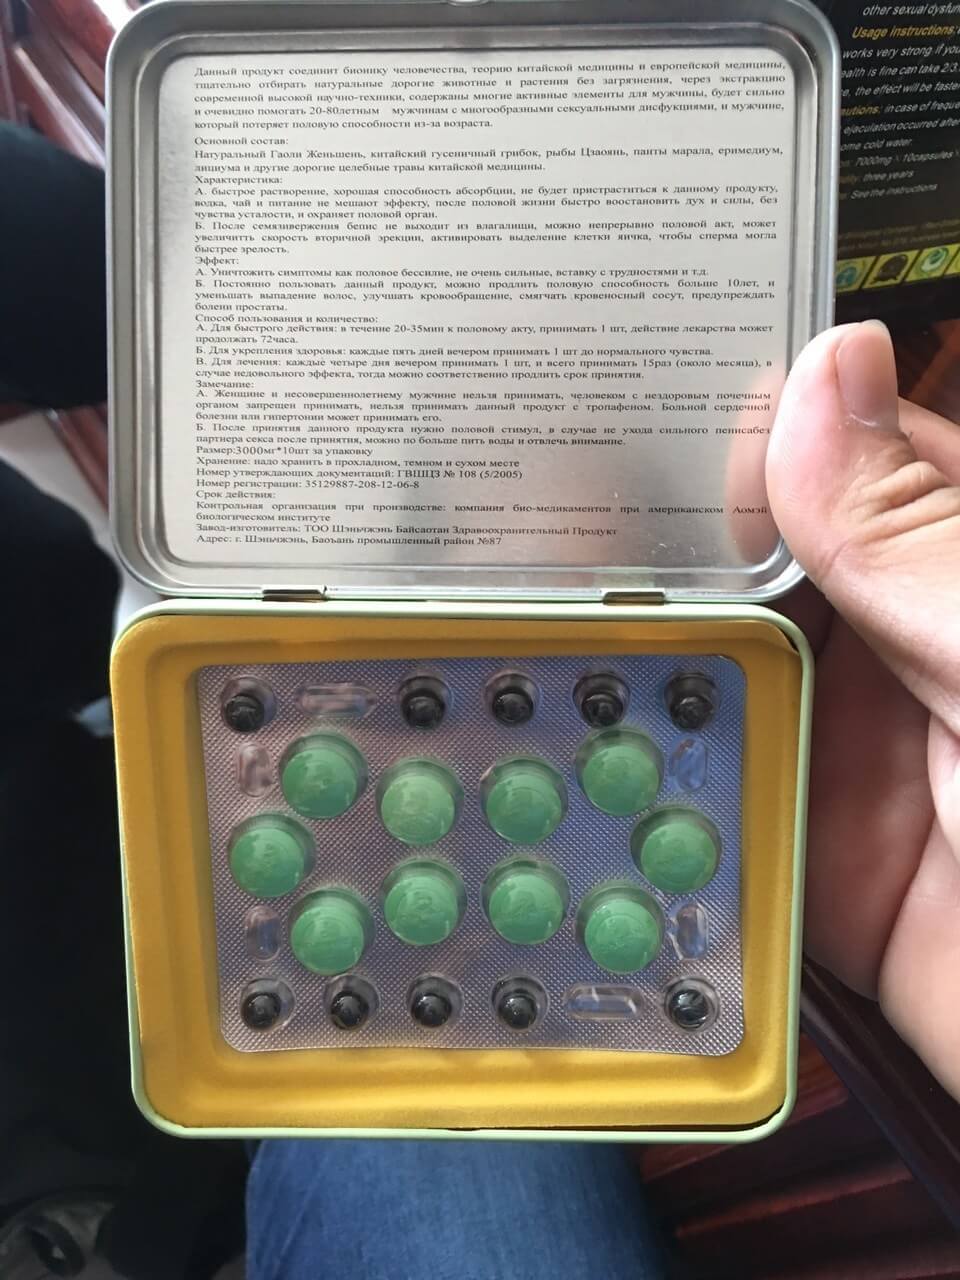 Данный продукт соединит бионику человечества, теорию китайской медицины и европейской медицины,
тщательно отбирать натуральные дорогие животные и растения без загрязнения, через экстракцию
современной высокой научно-техники, содержаны многие активные элементы для мужчины, будет сильно
и очевидно помогать 20-80летным мужчинам с многообразными сексуальными дисфукциями, и мужчине,
который потеряет половую способности из-за возраста.
Основной состав:
Натуральный Гаоли Женьшень, китайский гусеничный грибок, рыбы Цзаоянь, панты марала, еримедиум,
лициума и другие дорогие целебные травы китайской медицины.
Характеристика:
А. быстрое растворение, хорошая способность абсорбции, не будет пристраститься к данному продукту,
водка, чай и питание не мешают эффекту, после половой жизни быстро воостановить дух и силы, без
чувства усталости, и охраняет половой орган.
Б. После семязивержения бепис не выходит из влагалищи, можно непрерывно половой акт, может
увеличитть скорость вторичной эрекции, активировать выделение клетки яичка, чтобы сперма могла
быстрее зрелость.
Эффект:
А. Уничтожить симптомы как половое бессилие, не очень сильные, вставку с трудностями и т.д.
Б. Постоянно пользовать данный продукт, можно продлить половую способность больше 10лет, и
уменьшать выпадение волос, улучшать кровообращение, смягчать кровеносный сосут, предупреждать
болени простаты.
Способ пользования и количество:
А. Для быстрого действия: в течение 20-35мин к половому акту, принимать 1 шт, действие лекарства может
продолжать 72часа.
Б. Для укрепления здоровья: каждые пять дней вечером принимать 1 шт до нормального чувства.
В. Для лечения: каждые четыре дня вечером принимать 1 шт, и всего принимать 15раз (около месяца), в
случае недовольного эффекта, тогда можно соответственно продлить срок принятия.
Замечание:
А. Женщине и несовершеннолетнему мужчине нельзя принимать, человеком с нездоровым почечным
органом запрещен принимать, нельзя принимать данный продукт с тропафеном. Больной сердечной
болезни или гипертонии может принимать его.
Б. После принятия данного продукта нужно половой стимул, в случае не ухода сильного пенисабез
партнера секса после принятия, можно по больше пить воды и отвлечь внимание.
Размер:3000мг*10шт за упаковку
Хранение: надо хранить в прохладном, темном и сухом месте
Номер утверждающих документаций: ГВШЦЗ № 108 (5/2005)
Номер регистрации: 35129887-208-12-06-8
Срок действия:
Контрольная организация при производстве: компания био-медикаментов при американском Аомэй
биологическом институте
Завод-изготовитель: ТОО Шэньчжэнь Байсаотан Здравоохранительный Продукт
Адрес: г. Шэньчжэнь, Баоъань промышленный район №87
other sexual dysfun
Usage instructions:
works very strong. if you
ealth is fine can take 2/3.
e, the effect will be faster
autions: in case of freque
ejaculation occurred after
ome cold water.
7000mg \ 10capsules \
three years
See the instructions